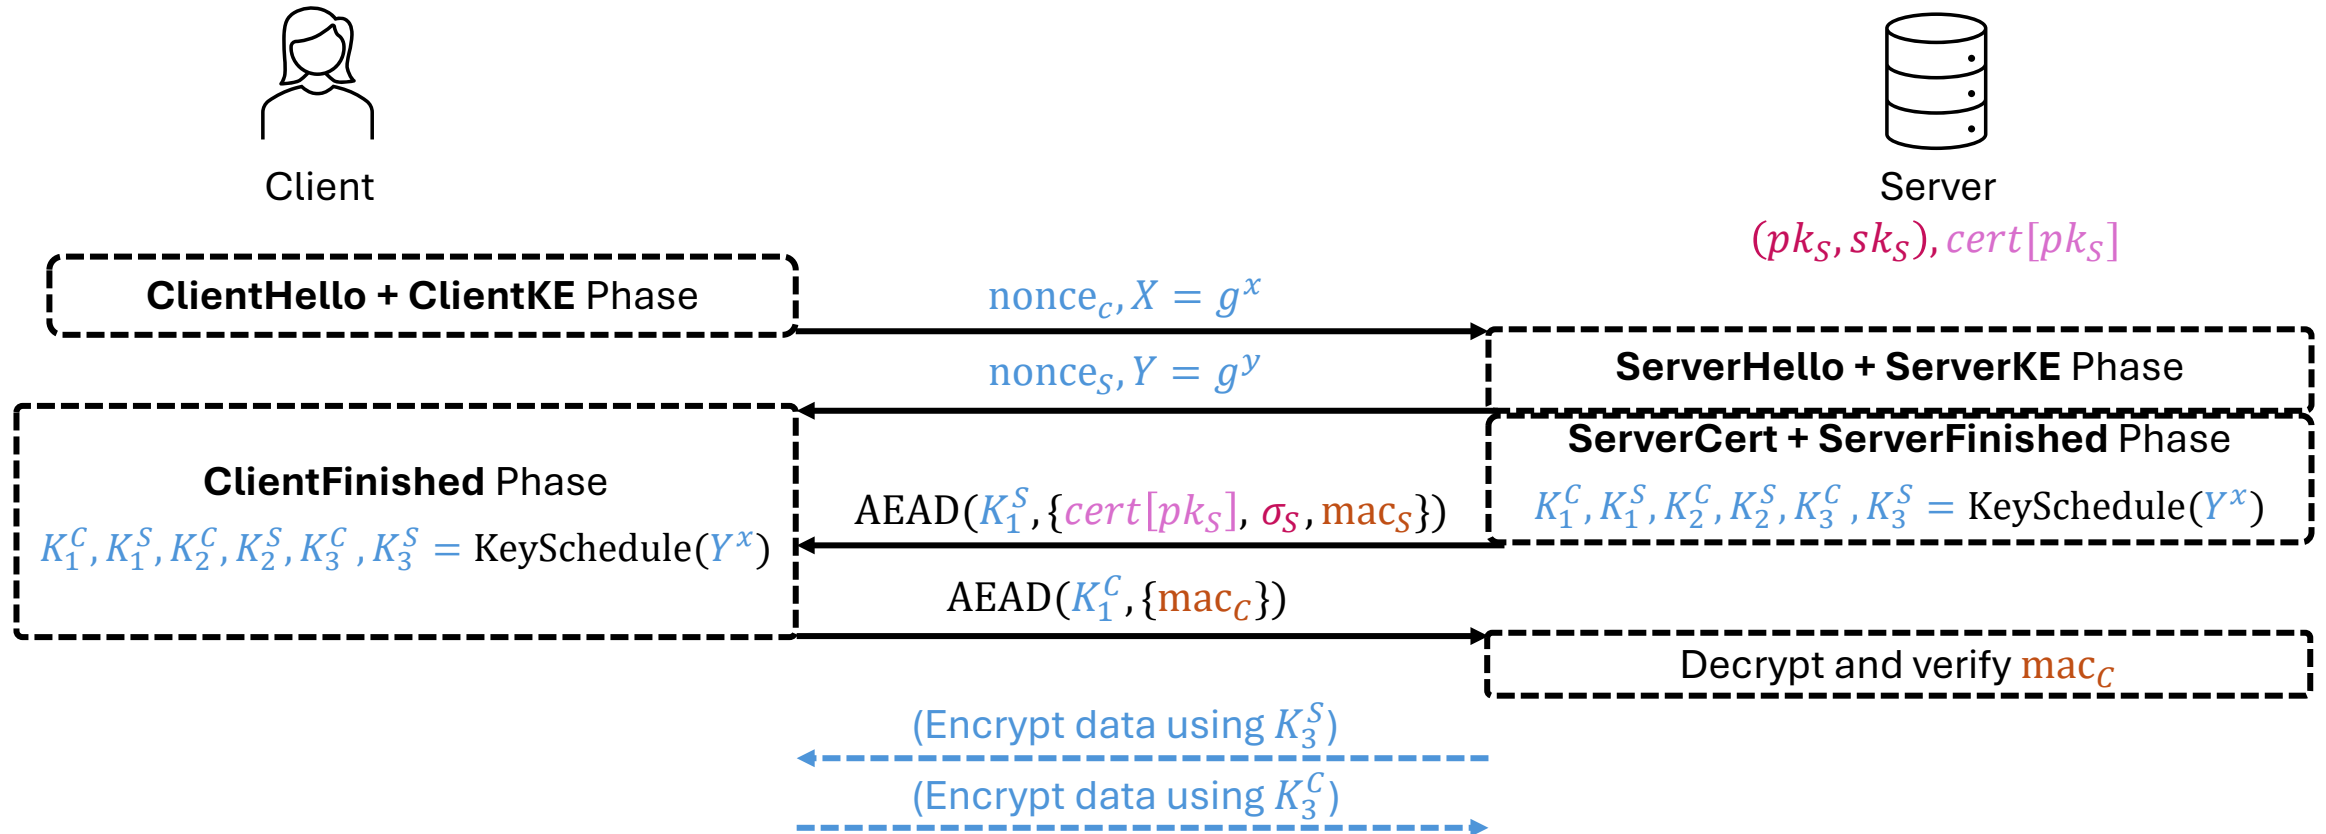 Client
Server
(pk_S, sk_S), cert[pk_S]
ClientHello + ClientKE Phase
nonce_c, X = g^x
nonce_S, Y = g^y
ServerHello + ServerKE Phase
ServerCert + ServerFinished Phase
K_1^C, K_1^S, K_2^C, K_2^S, K_3^C, K_3^S = KeySchedule(Y^x)
ClientFinished Phase
K_1^C, K_1^S, K_2^C, K_2^S, K_3^C, K_3^S = KeySchedule(Y^x)
AEAD(K_1^S, {cert[pk_S], σ_S, mac_S})
AEAD(K_1^C, {mac_C})
Decrypt and verify mac_C
(Encrypt data using K_3^S)
(Encrypt data using K_3^C)